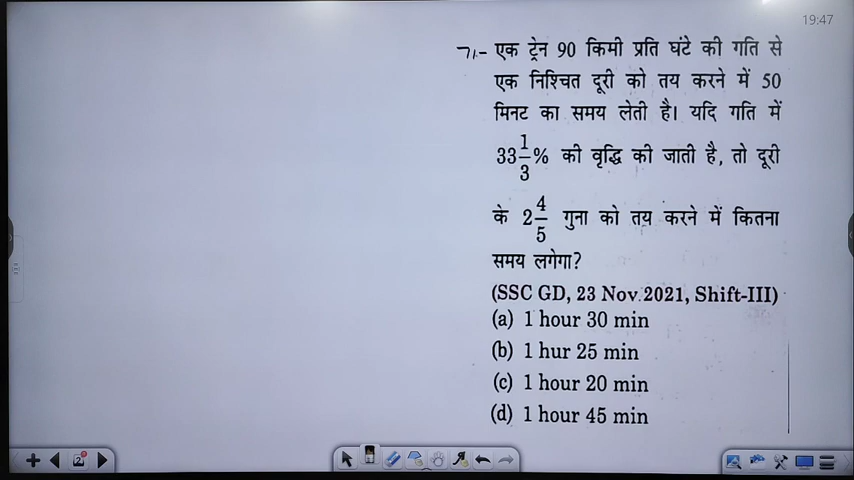 19:47
71- एक ट्रेन 90 किमी प्रति घंटे की गति से
एक निश्चित दूरी को तय करने में 50
मिनट का समय लेती है। यदि गति में
33 1/3% की वृद्धि की जाती है, तो दूरी
के 2 4/5 गुना को तय करने में कितना
समय लगेगा?
(SSC GD, 23 Nov.2021, Shift-III)
(a) 1 hour 30 min
(b) 1 hur 25 min
(c) 1 hour 20 min
(d) 1 hour 45 min
2